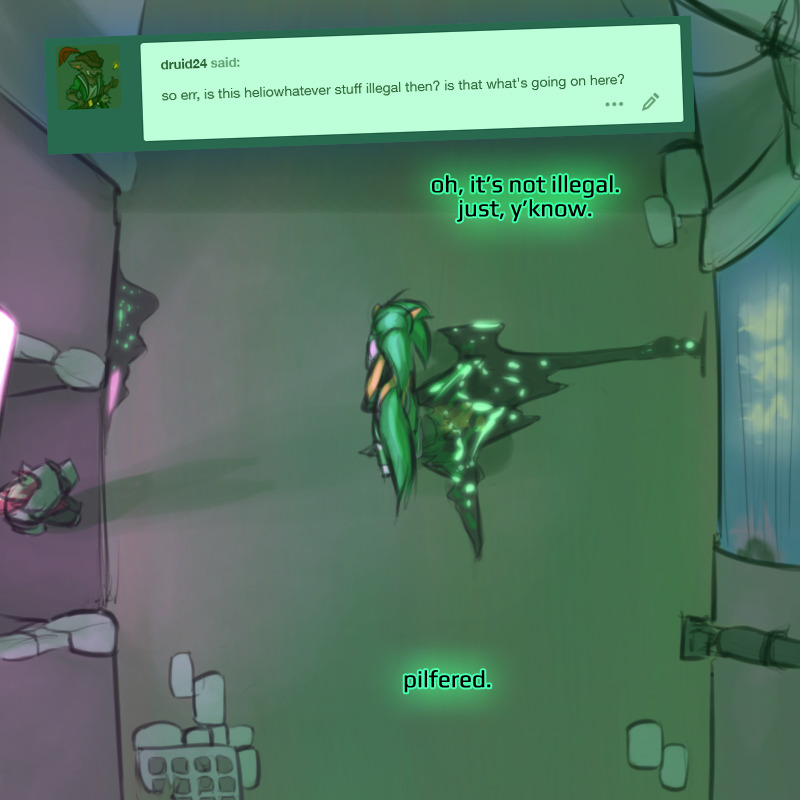 druid24 said:
so err, is this heliowhatever stuff illegal then? is that what's going on here?
oh, it's not illegal.
just, y'know.
pilfered.